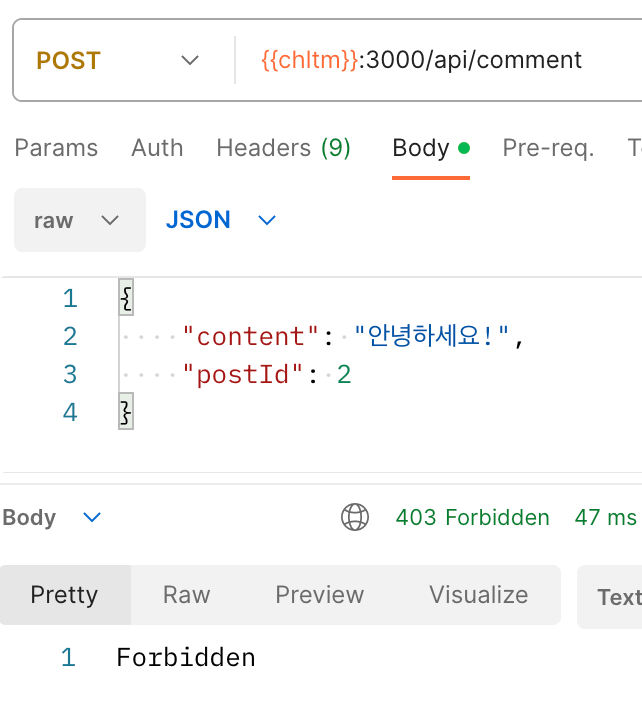 POST {{chltm}}:3000/api/comment
Params Auth Headers (9) Body Pre-req.
raw JSON
1 {
2 "content": "안녕하세요!",
3 "postId": 2
4 }
Body 403 Forbidden 47 ms
Pretty Raw Preview Visualize Text
1 Forbidden